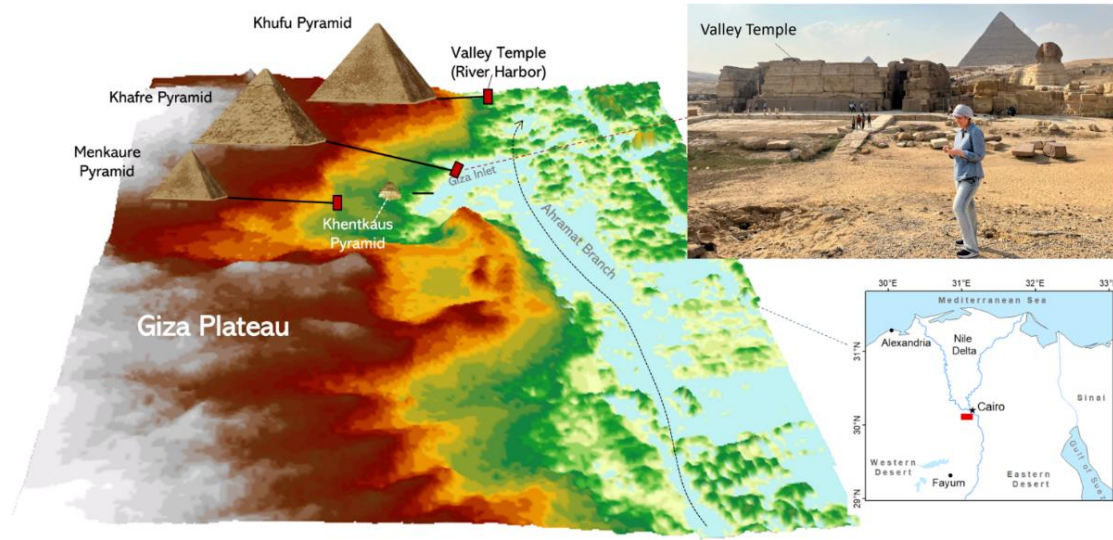 Khufu Pyramid
Khafre Pyramid
Menkaure
Pyramid
Valley Temple
(River Harbor)
Giza Inlet
Khentkaus
Pyramid
Ahramat Branch
Giza Plateau
Valley Temple
30°E
31°E
32°E
33°E
Mediterranean Sea
Alexandria
Nile
Delta
31°N
Cairo
Sinai
30°N
Western
Desert
Eastern
Desert
Fayum
Gulf of Suez
29°N